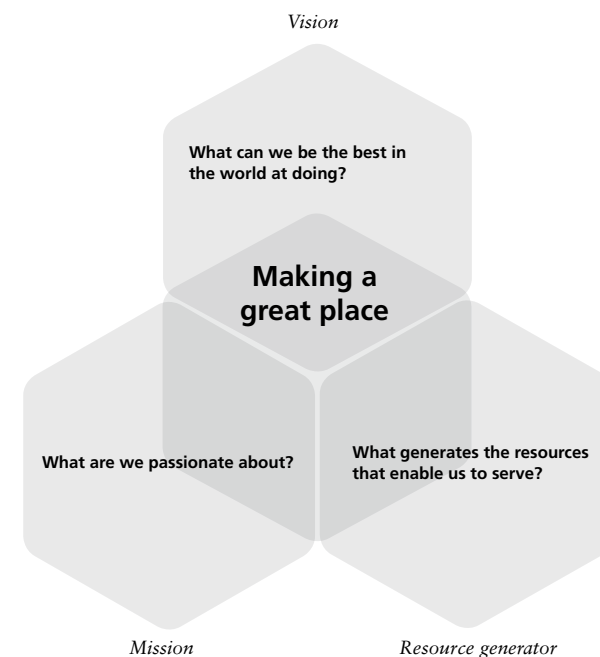 Vision
What can we be the best in
the world at doing?
Making a
great place
What are we passionate about?
What generates the resources
that enable us to serve?
Mission
Resource generator